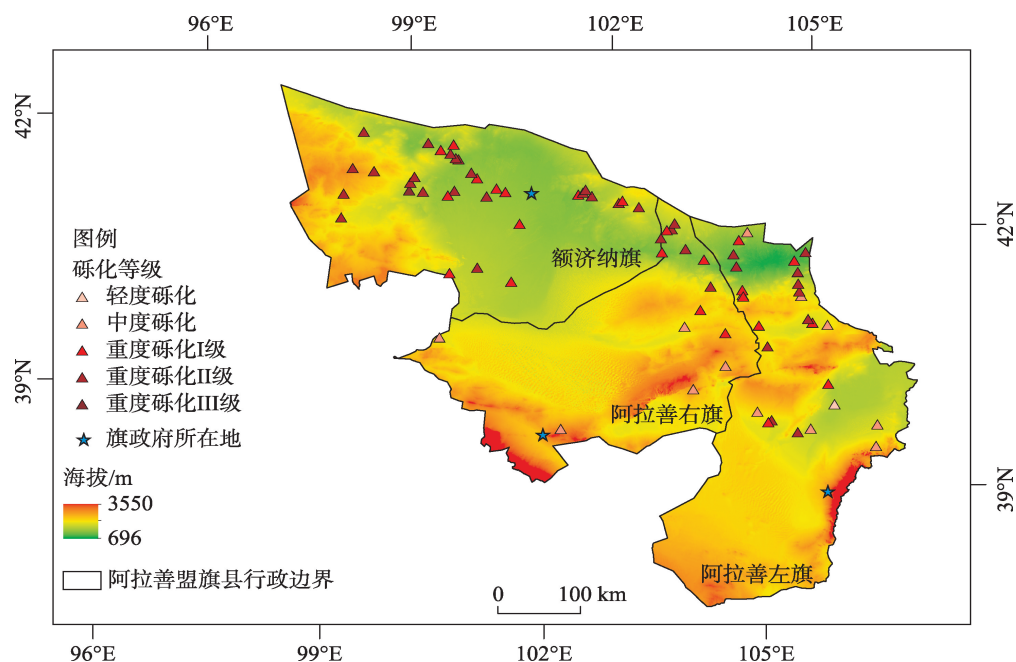 96°E 99°E 102°E 105°E
42°N
42°N
39°N
39°N
额济纳旗
阿拉善右旗
阿拉善左旗
图例
砾化等级
轻度砾化
中度砾化
重度砾化I级
重度砾化II级
重度砾化III级
旗政府所在地
海拔/m
3550
696
阿拉善盟旗县行政边界
0 100 km
96°E 99°E 102°E 105°E